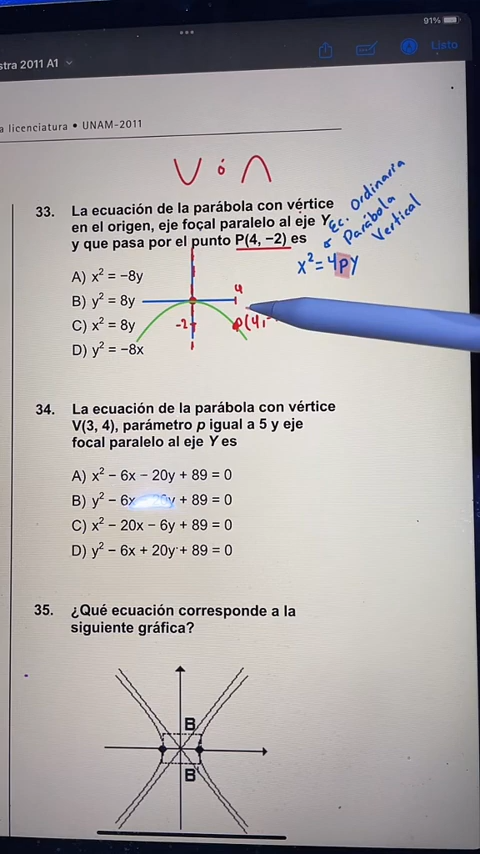 91%
Listo
stra 2011 A1
a licenciatura • UNAM-2011
V ó Λ
33. La ecuación de la parábola con vértice
en el origen, eje focal paralelo al eje Y
y que pasa por el punto P(4, −2) es
Ec. Ordinaria
Parábola
Vertical
x² = 4py
A) x² = −8y
B) y² = 8y
C) x² = 8y
D) y² = −8x
4
-2
P(4,-
34. La ecuación de la parábola con vértice
V(3, 4), parámetro p igual a 5 y eje
focal paralelo al eje Y es
A) x² − 6x − 20y + 89 = 0
B) y² − 6x 20y + 89 = 0
C) x² − 20x − 6y + 89 = 0
D) y² − 6x + 20y + 89 = 0
35. ¿Qué ecuación corresponde a la
siguiente gráfica?
B
B'